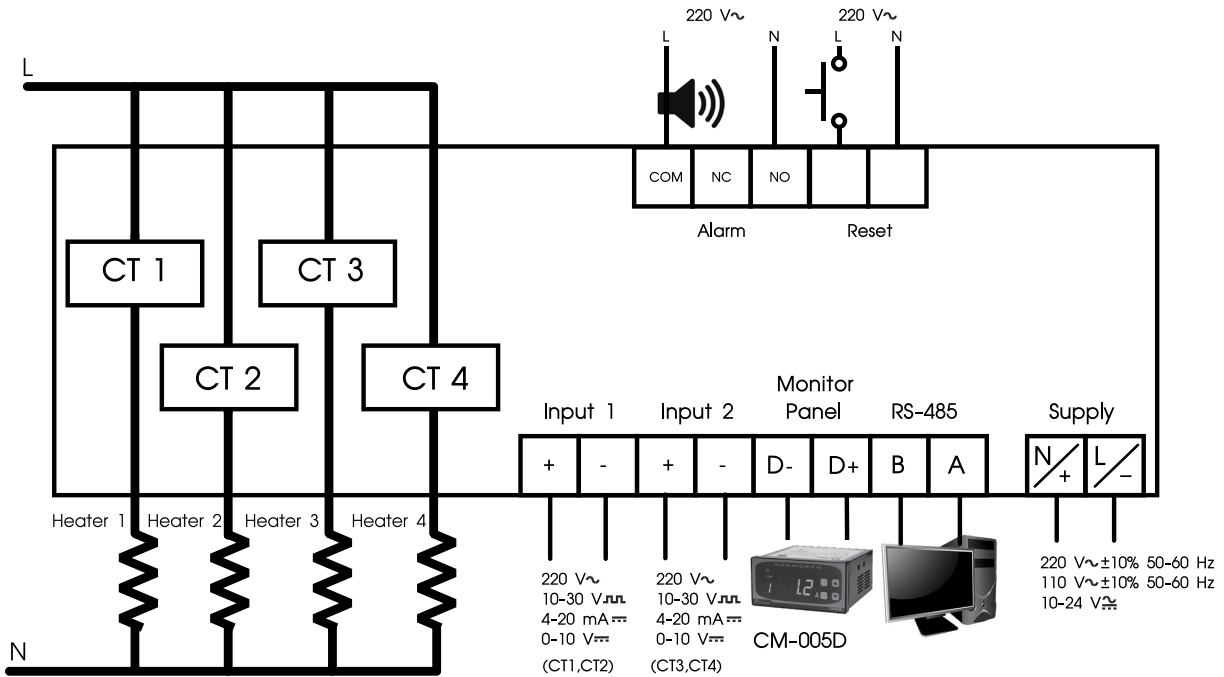 220 V~ 220 V~
L N L N
L
COM NC NO
Alarm Reset
CT 1 CT 3
CT 2 CT 4
Monitor
Input 1 Input 2 Panel RS-485 Supply
+ - + - D- D+ B A N/+ L/-
Heater 1 Heater 2 Heater 3 Heater 4
220 V~
10-30 V
4-20 mA
0-10 V
(CT1,CT2)
220 V~
10-30 V
4-20 mA
0-10 V
(CT3,CT4)
1 1.2
CM-005D
220 V~±10% 50-60 Hz
110 V~±10% 50-60 Hz
10-24 V
N